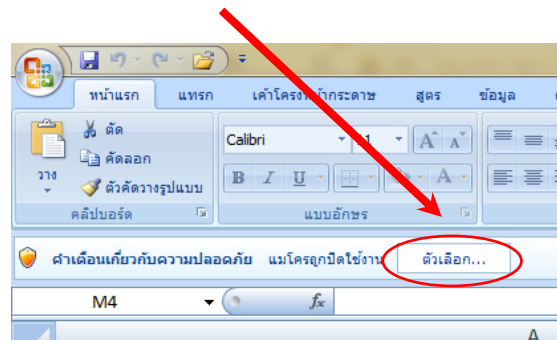 หน้าแรก แทรก เค้าโครงหน้ากระดาษ สูตร ข้อมูล
ตัด
คัดลอก
วาง
ตัวคัดวางรูปแบบ
คลิปบอร์ด
Calibri 11 A A
B I U A
แบบอักษร
คำเตือนเกี่ยวกับความปลอดภัย แมโครถูกปิดใช้งาน ตัวเลือก...
M4 fx
A